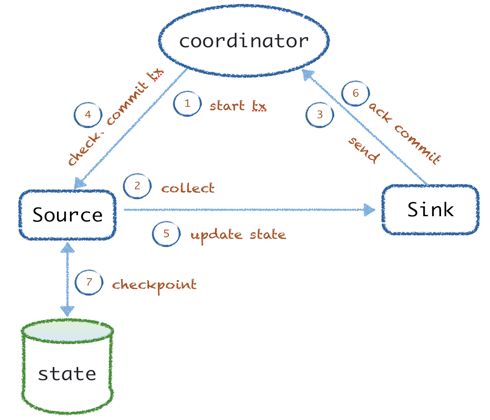 coordinator
4
check, commit tx
1
start tx
6
ack commit
3
send
2
collect
Source
Sink
5
update state
7
checkpoint
state